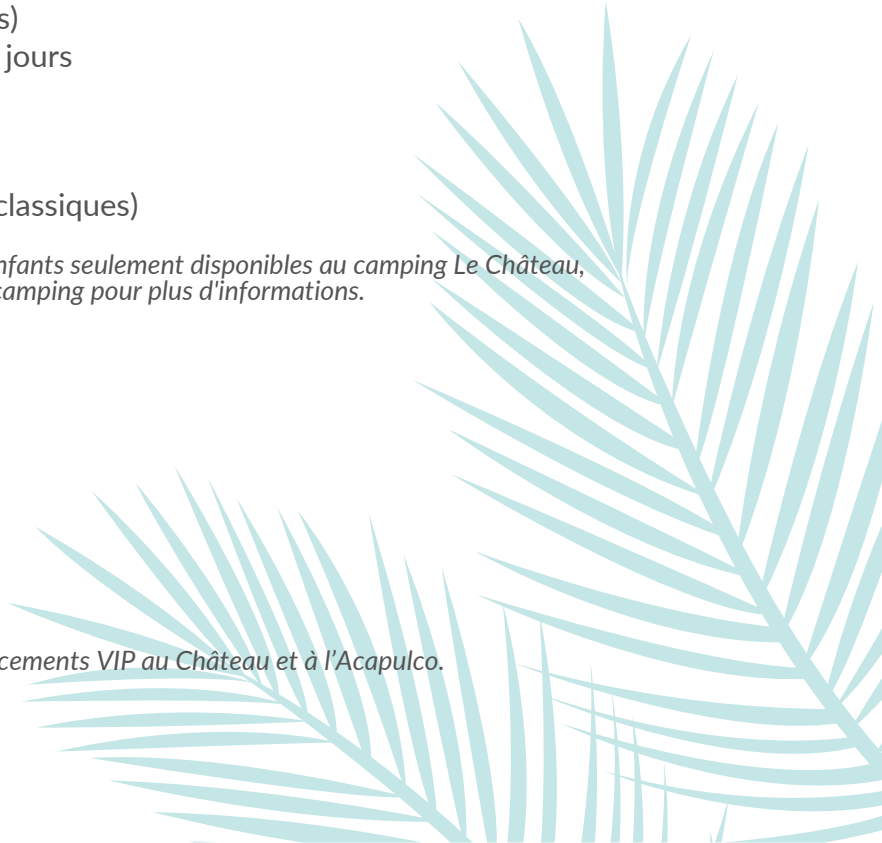 s)
jours
classiques)
nfants seulement disponibles au camping Le Château,
camping pour plus d'informations.
cements VIP au Château et à l’Acapulco.